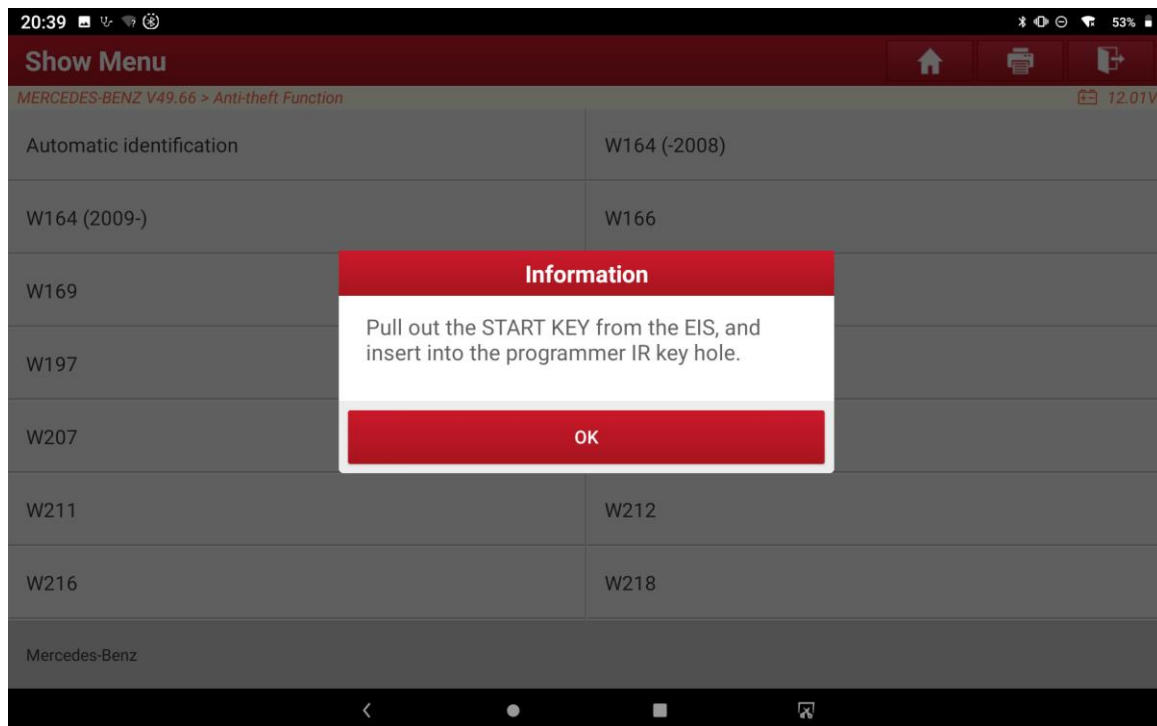 20:39 53%
Show Menu
MERCEDES-BENZ V49.66 > Anti-theft Function 12.01V
Automatic identification W164 (-2008)
W164 (2009-) W166
Information
W169
Pull out the START KEY from the EIS, and
insert into the programmer IR key hole.
W197
W207
OK
W211 W212
W216 W218
Mercedes-Benz